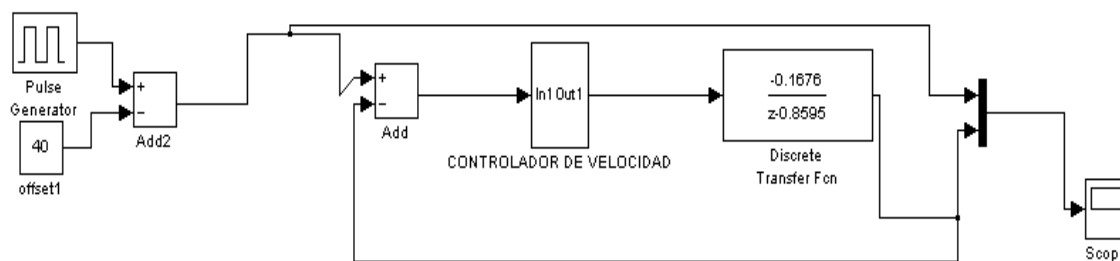 Pulse
Generator
40
offset1
+
−
Add2
+
−
Add
In1 Out1
CONTROLADOR DE VELOCIDAD
-0.1676
z-0.8595
Discrete
Transfer Fcn
Scop